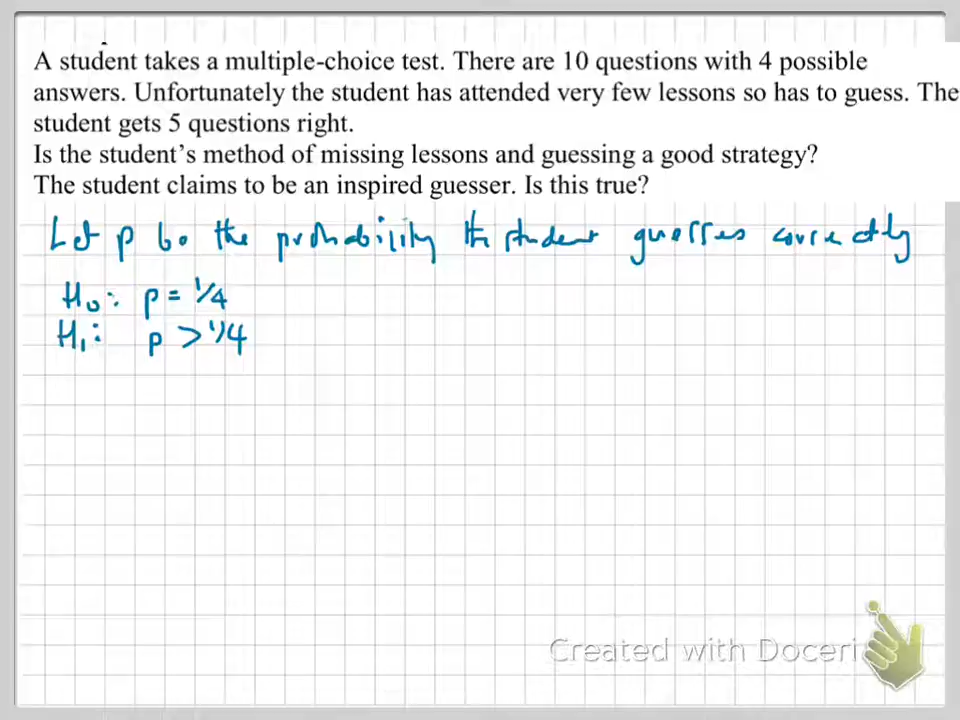 A student takes a multiple-choice test. There are 10 questions with 4 possible
answers. Unfortunately the student has attended very few lessons so has to guess. The
student gets 5 questions right.
Is the student's method of missing lessons and guessing a good strategy?
The student claims to be an inspired guesser. Is this true?
Let p be the probability the student guesses correctly
H₀: p = 1/4
H₁: p > 1/4
Created with Doceri